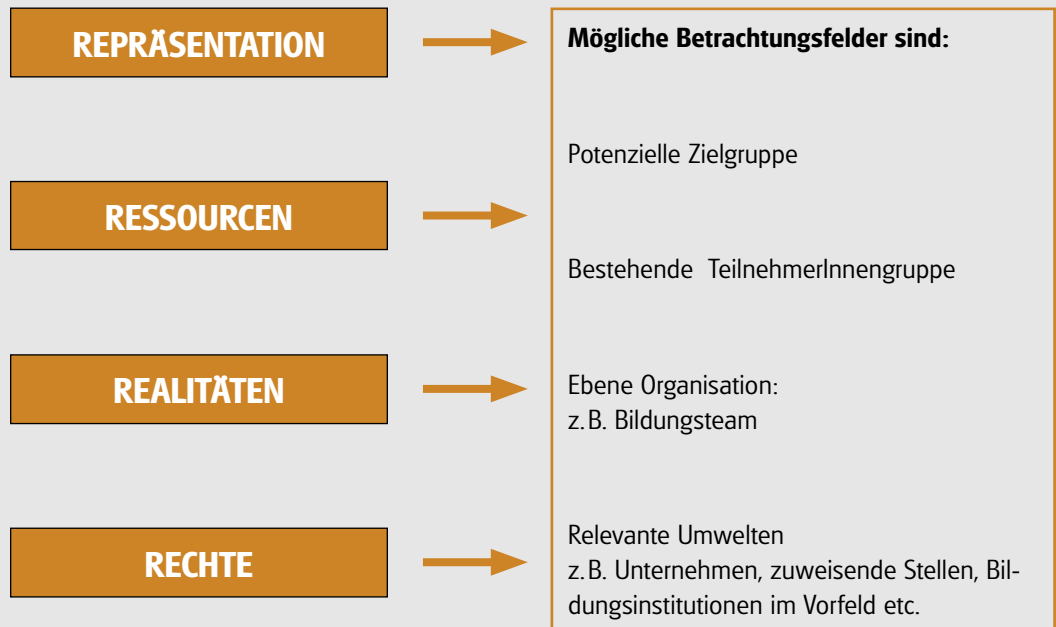 REPRÄSENTATION
Mögliche Betrachtungsfelder sind:
Potenzielle Zielgruppe
RESSOURCEN
Bestehende TeilnehmerInnengruppe
REALITÄTEN
Ebene Organisation:
z.B. Bildungsteam
RECHTE
Relevante Umwelten
z.B. Unternehmen, zuweisende Stellen, Bil-
dungsinstitutionen im Vorfeld etc.